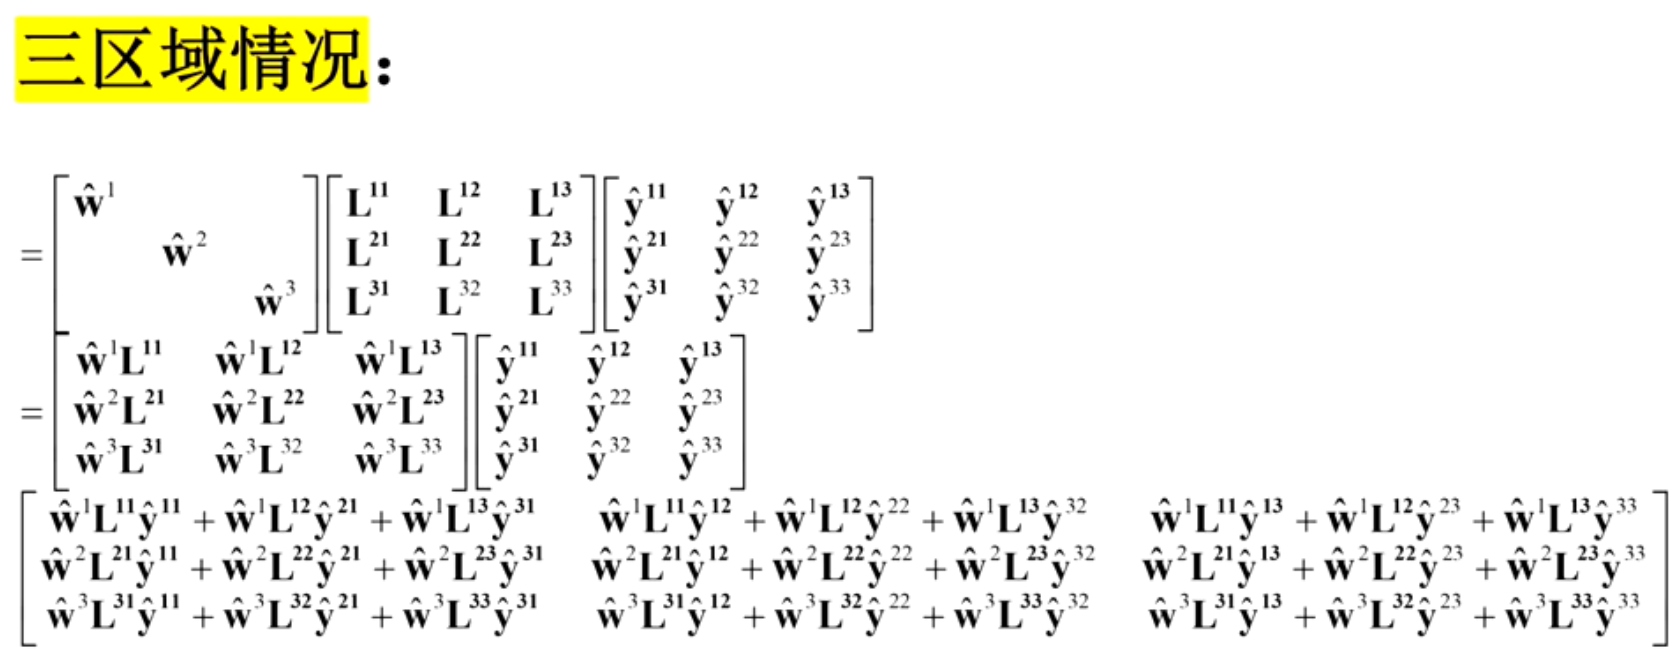 三区域情况：
= [ŵ¹ ŵ² ŵ³] [L¹¹ L¹² L¹³ [ŷ¹¹ ŷ¹² ŷ¹³
L²¹ L²² L²³ ŷ²¹ ŷ²² ŷ²³
L³¹ L³² L³³] ŷ³¹ ŷ³² ŷ³³]
= [ŵ¹L¹¹ ŵ¹L¹² ŵ¹L¹³ [ŷ¹¹ ŷ¹² ŷ¹³
ŵ²L²¹ ŵ²L²² ŵ²L²³ ŷ²¹ ŷ²² ŷ²³
ŵ³L³¹ ŵ³L³² ŵ³L³³] ŷ³¹ ŷ³² ŷ³³]
[ŵ¹L¹¹ŷ¹¹ + ŵ¹L¹²ŷ²¹ + ŵ¹L¹³ŷ³¹ ŵ¹L¹¹ŷ¹² + ŵ¹L¹²ŷ²² + ŵ¹L¹³ŷ³² ŵ¹L¹¹ŷ¹³ + ŵ¹L¹²ŷ²³ + ŵ¹L¹³ŷ³³
ŵ²L²¹ŷ¹¹ + ŵ²L²²ŷ²¹ + ŵ²L²³ŷ³¹ ŵ²L²¹ŷ¹² + ŵ²L²²ŷ²² + ŵ²L²³ŷ³² ŵ²L²¹ŷ¹³ + ŵ²L²²ŷ²³ + ŵ²L²³ŷ³³
ŵ³L³¹ŷ¹¹ + ŵ³L³²ŷ²¹ + ŵ³L³³ŷ³¹ ŵ³L³¹ŷ¹² + ŵ³L³²ŷ²² + ŵ³L³³ŷ³² ŵ³L³¹ŷ¹³ + ŵ³L³²ŷ²³ + ŵ³L³³ŷ³³]